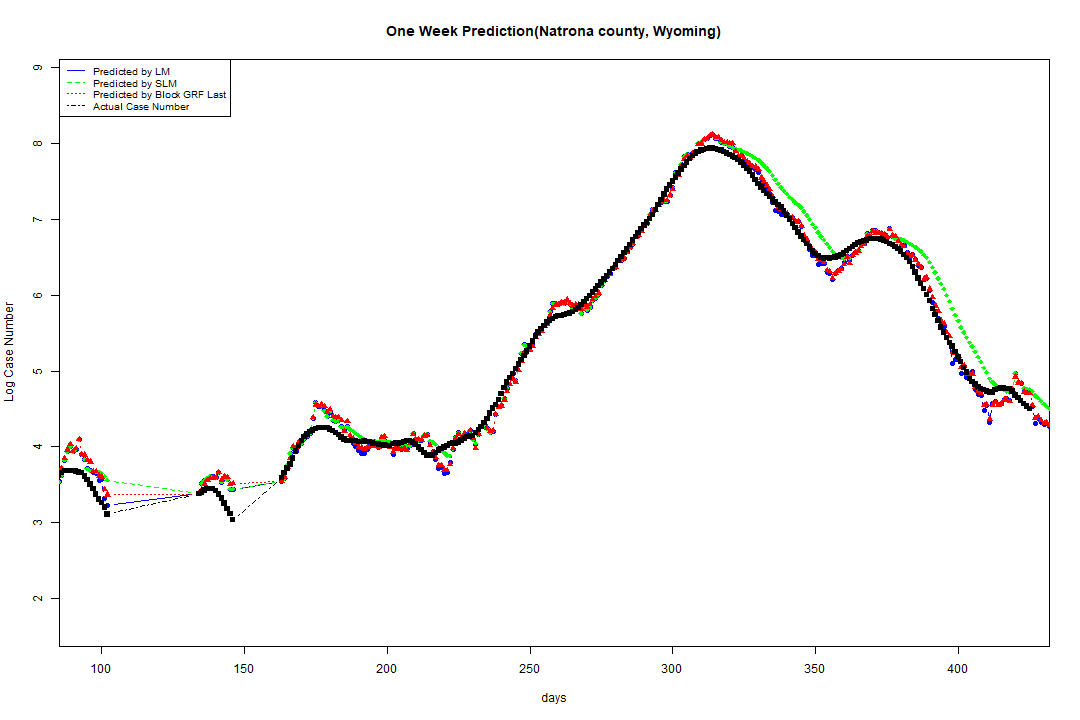 One Week Prediction(Natrona county, Wyoming)
Predicted by LM
Predicted by SLM
Predicted by Block GRF Last
Actual Case Number
Log Case Number
9
8
7
6
5
4
3
2
100 150 200 250 300 350 400
days